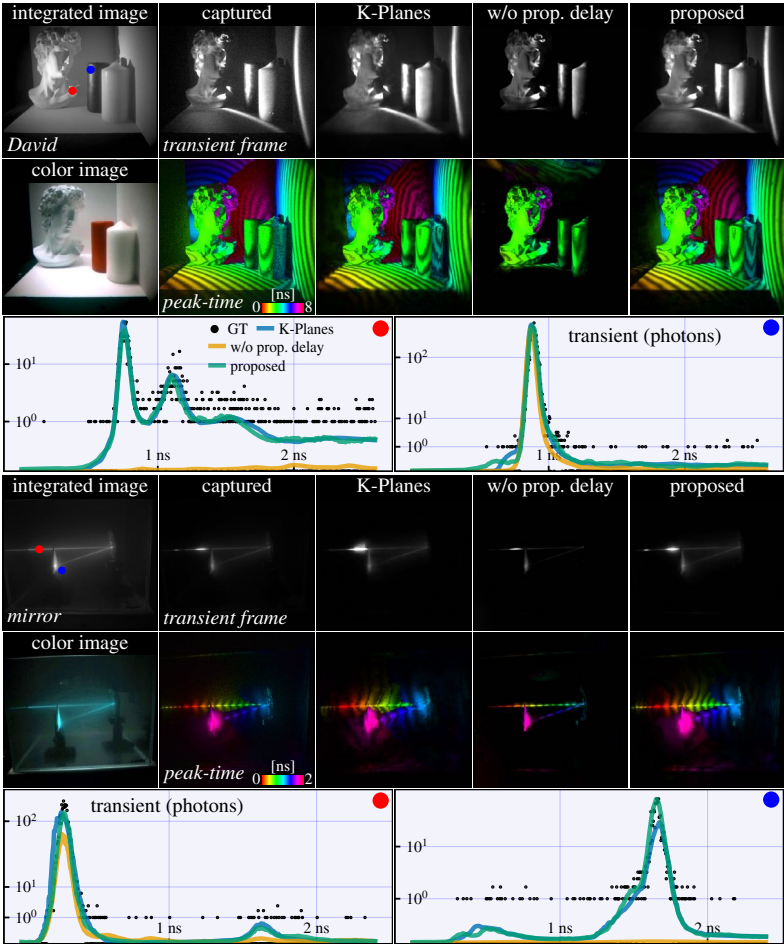 integrated image captured K-Planes w/o prop. delay proposed
David transient frame
color image
peak-time 0 [ns] 8
GT K-Planes
w/o prop. delay
proposed
10¹
10⁰
1 ns 2 ns
transient (photons)
10²
10¹
10⁰
1 ns 2 ns
integrated image captured K-Planes w/o prop. delay proposed
mirror transient frame
color image
peak-time 0 [ns] 2
transient (photons)
10²
10¹
10⁰
1 ns 2 ns
10¹
10⁰
1 ns 2 ns